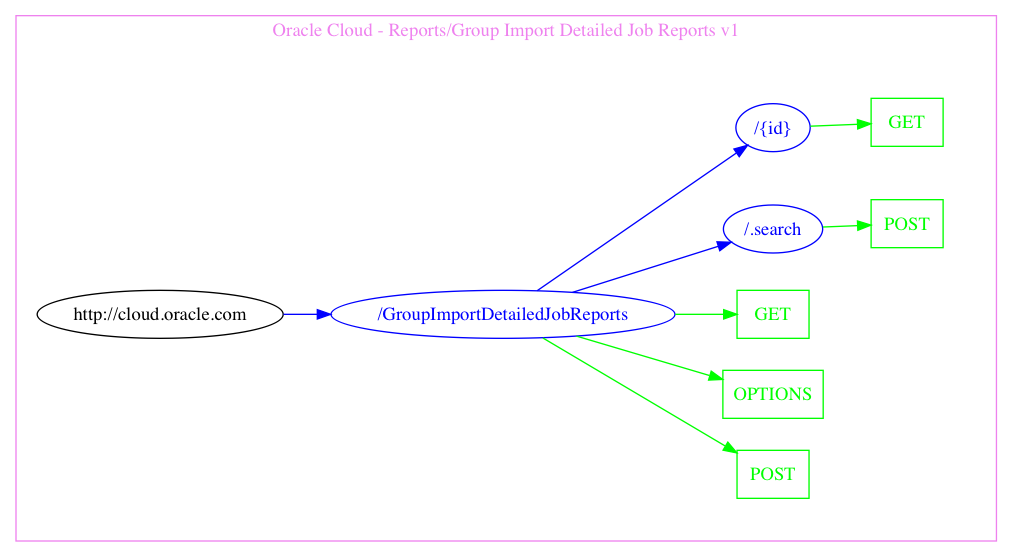 Oracle Cloud - Reports/Group Import Detailed Job Reports v1
/{id}
GET
/.search
POST
http://cloud.oracle.com
/GroupImportDetailedJobReports
GET
OPTIONS
POST